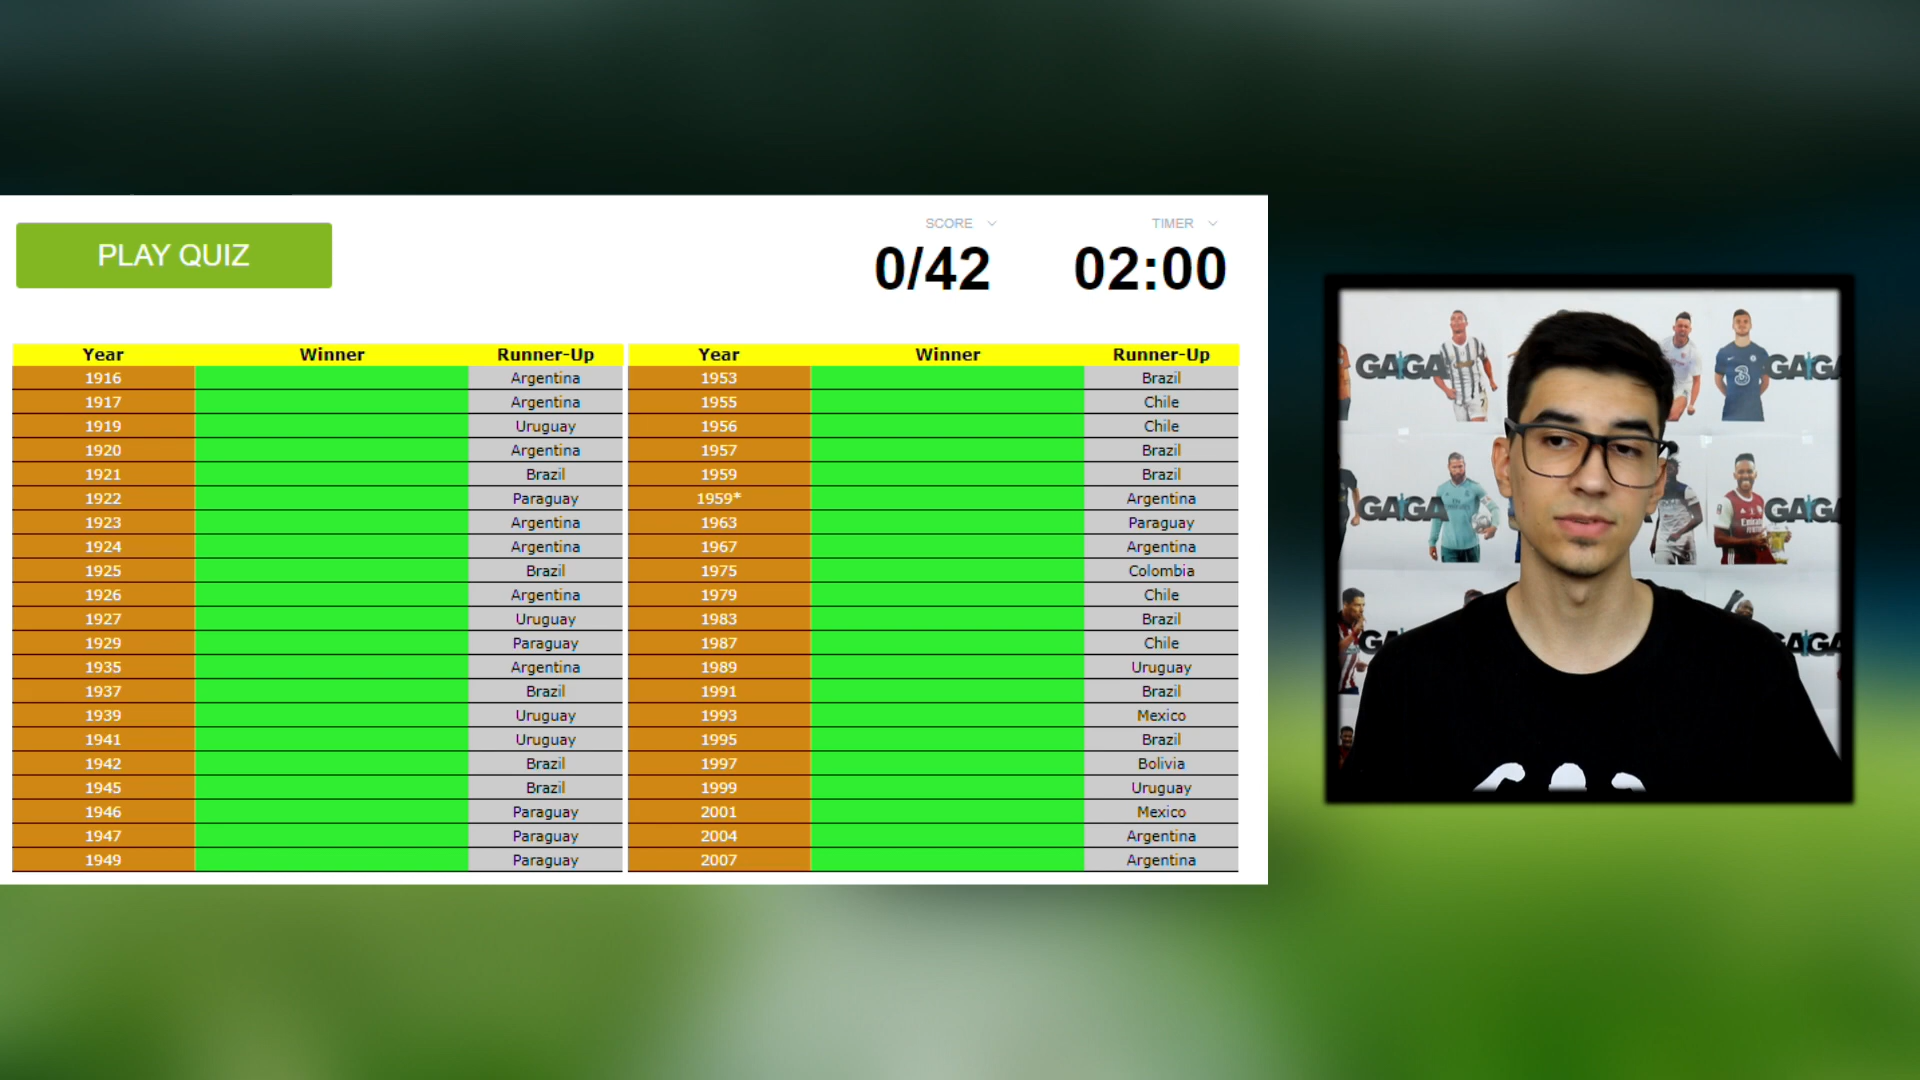 PLAY QUIZ
SCORE
0/42
TIMER
02:00
Year Winner Runner-Up
1916 Argentina
1917 Argentina
1919 Uruguay
1920 Argentina
1921 Brazil
1922 Paraguay
1923 Argentina
1924 Argentina
1925 Brazil
1926 Argentina
1927 Uruguay
1929 Paraguay
1935 Argentina
1937 Brazil
1939 Uruguay
1941 Uruguay
1942 Brazil
1945 Brazil
1946 Paraguay
1947 Paraguay
1949 Paraguay
Year Winner Runner-Up
1953 Brazil
1955 Chile
1956 Chile
1957 Brazil
1959 Brazil
1959* Argentina
1963 Paraguay
1967 Argentina
1975 Colombia
1979 Chile
1983 Brazil
1987 Chile
1989 Uruguay
1991 Brazil
1993 Mexico
1995 Brazil
1997 Bolivia
1999 Uruguay
2001 Mexico
2004 Argentina
2007 Argentina
GAGA
GAGA
GAGA
GAGA
GAGA